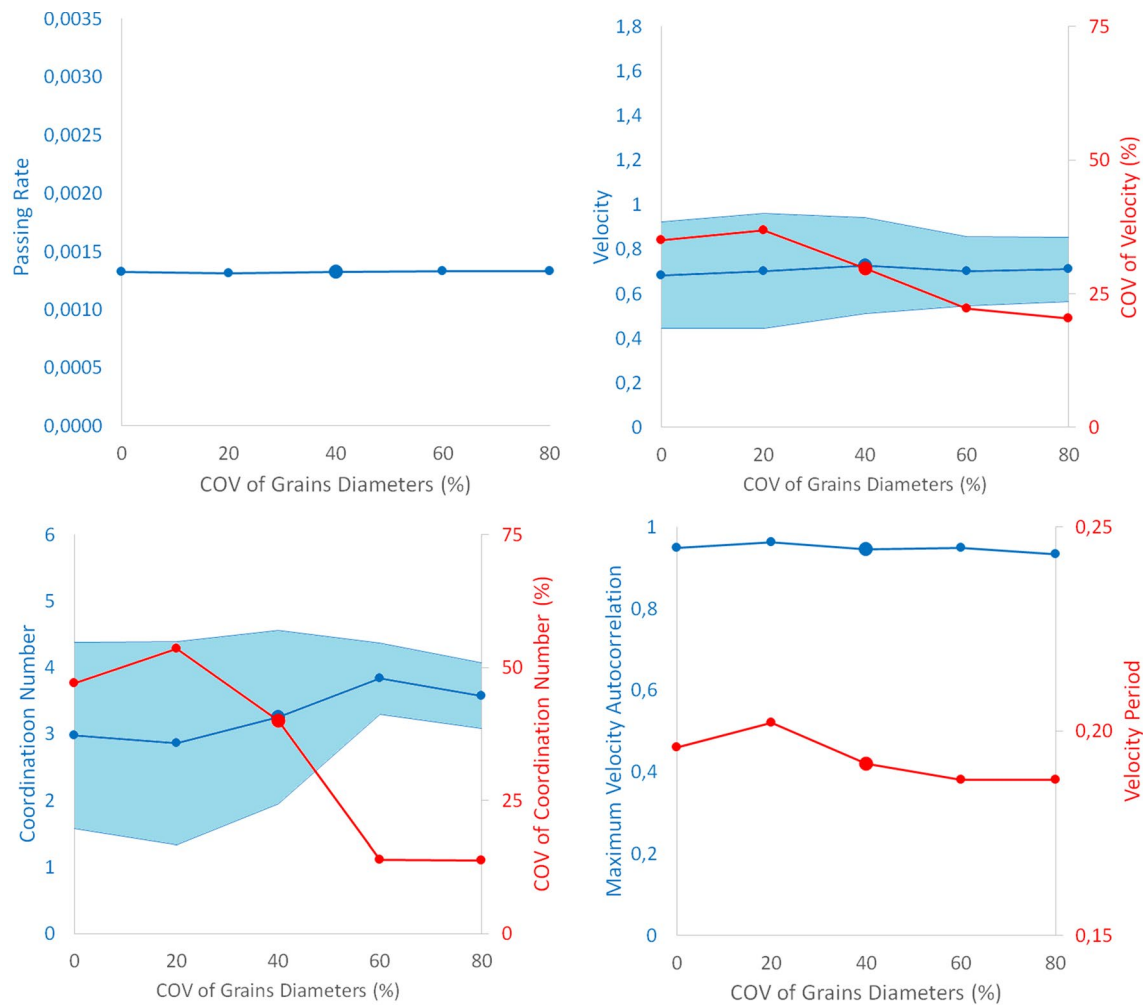 Passing Rate
0,0035
0,0030
0,0025
0,0020
0,0015
0,0010
0,0005
0,0000
0 20 40 60 80
COV of Grains Diameters (%)
Velocity
1,8
1,6
1,4
1,2
1
0,8
0,6
0,4
0,2
0
75
50
25
0
COV of Velocity (%)
0 20 40 60 80
COV of Grains Diameters (%)
Coordinatioon Number
6
5
4
3
2
1
0
75
50
25
0
COV of Coordination Number (%)
0 20 40 60 80
COV of Grains Diameters (%)
Maximum Velocity Autocorrelation
1
0,8
0,6
0,4
0,2
0
0,25
0,20
0,15
Velocity Period
0 20 40 60 80
COV of Grains Diameters (%)